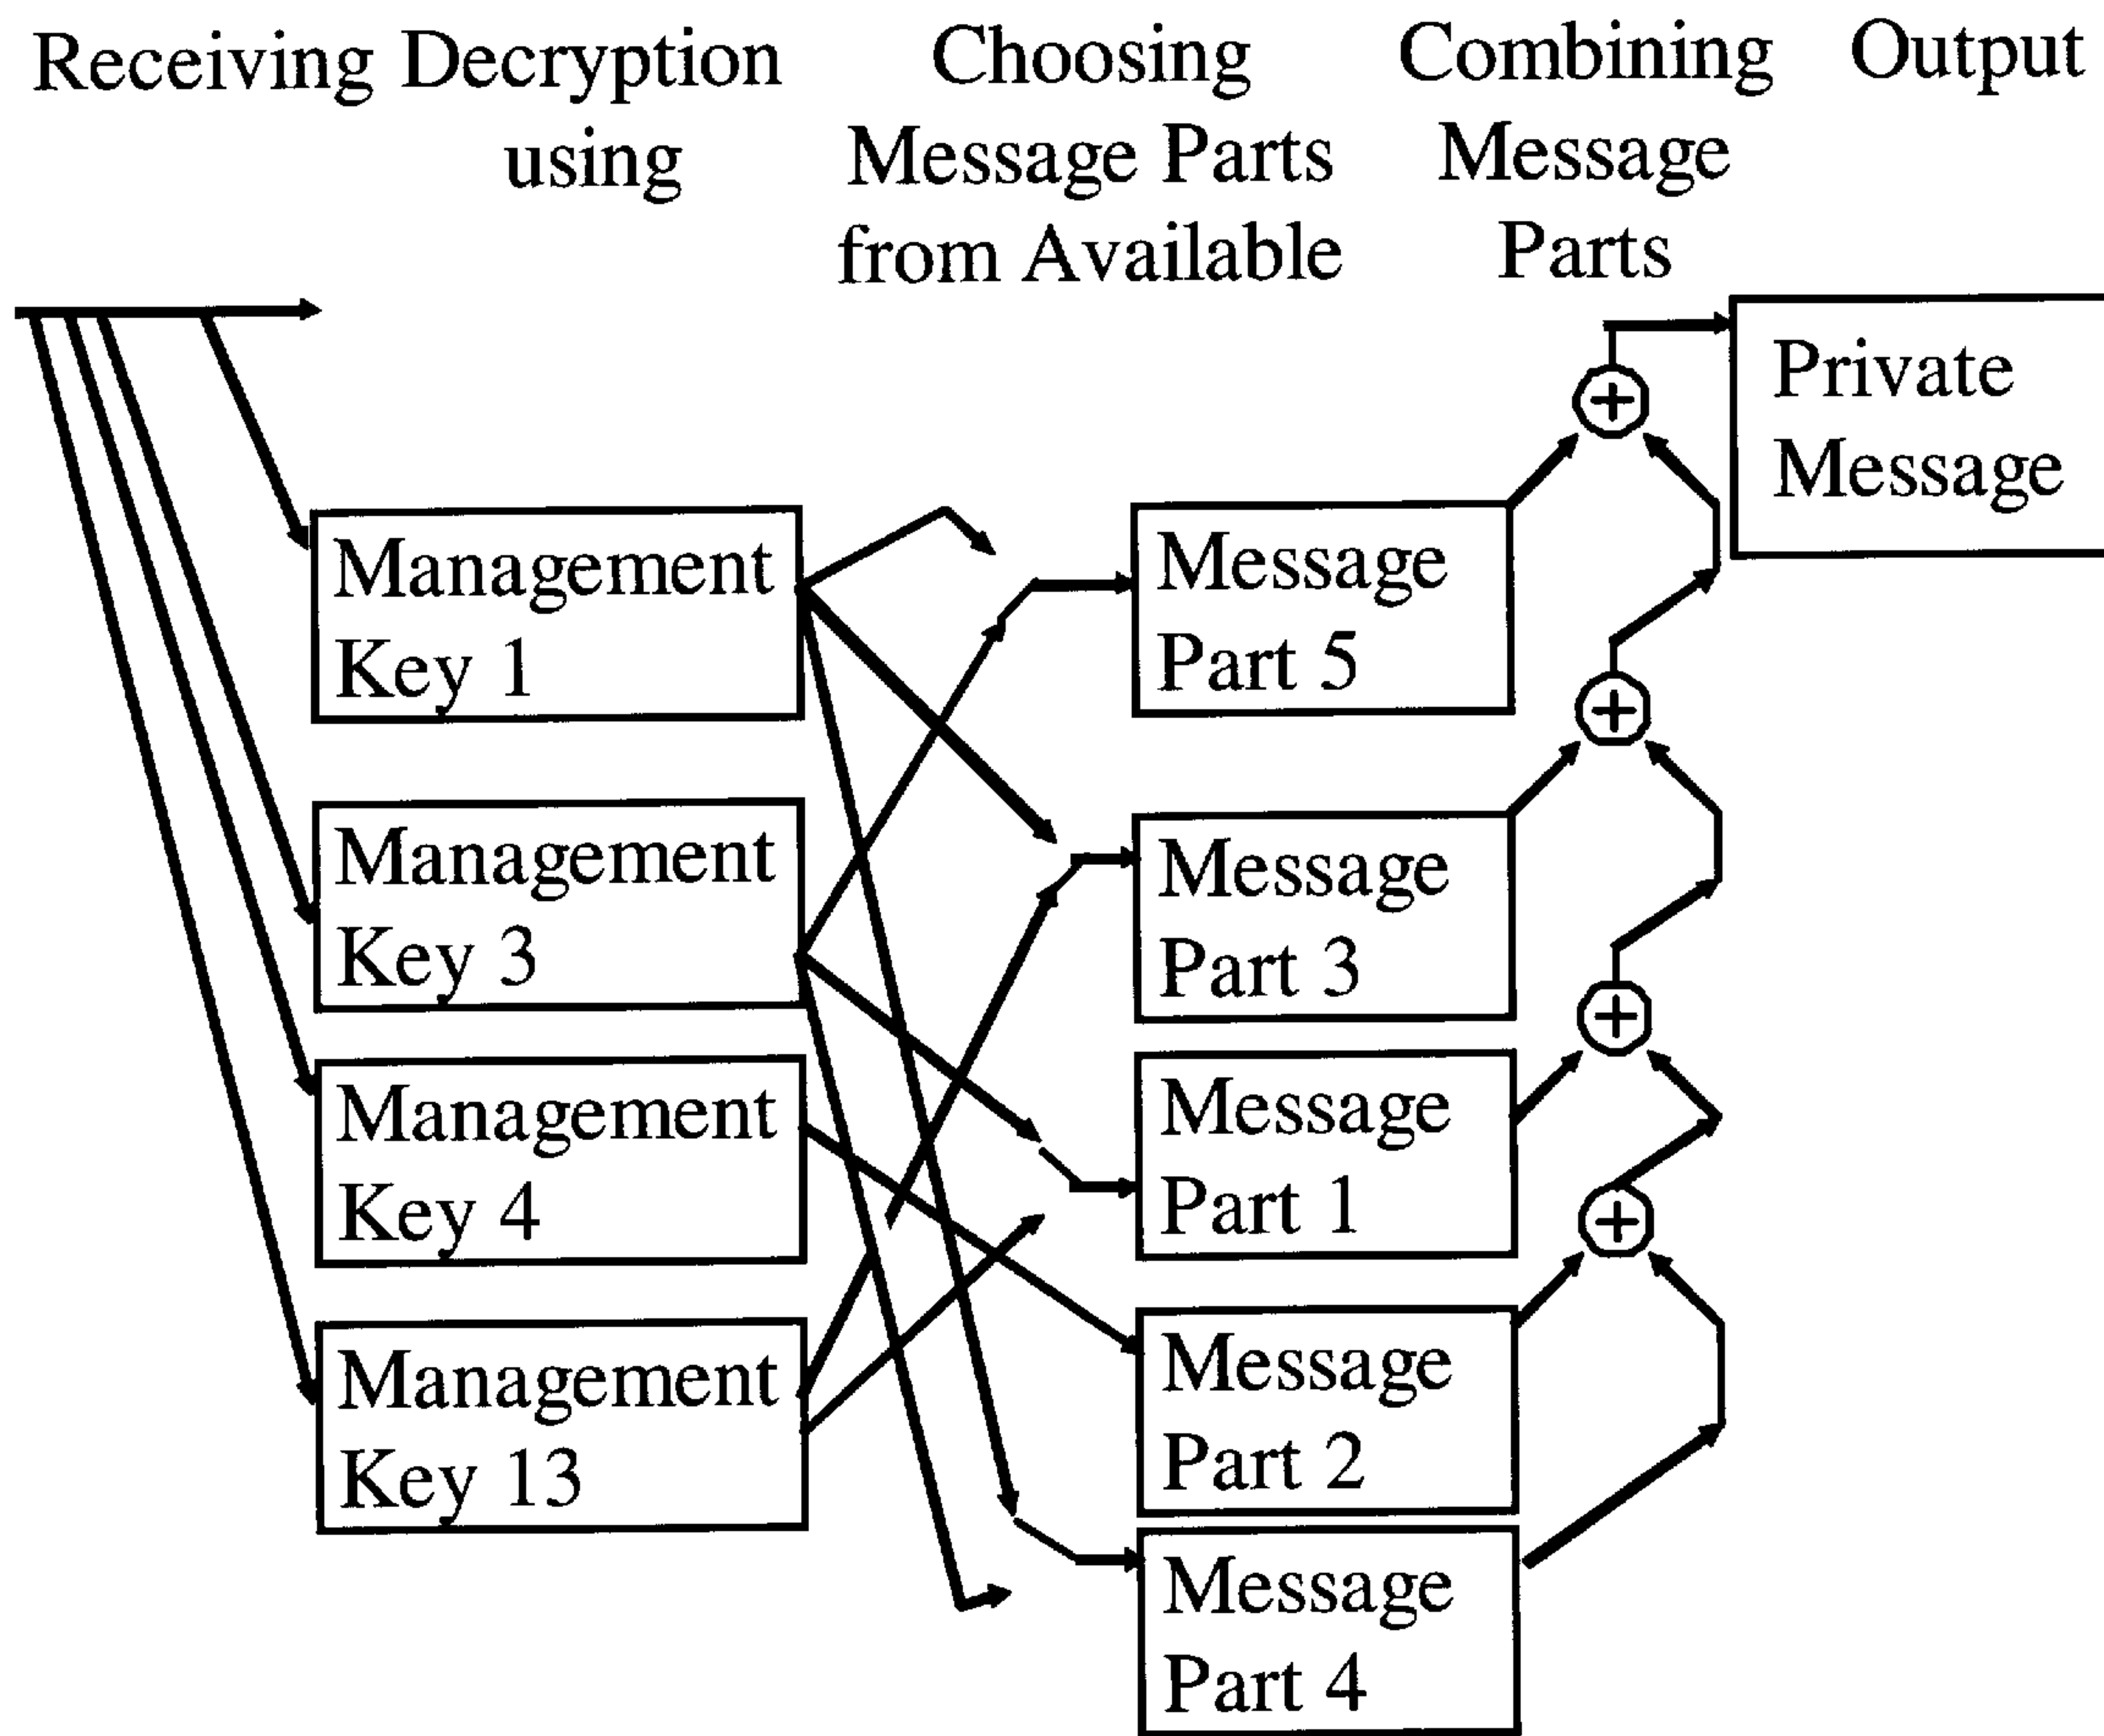 Receiving
Decryption
using
Choosing
Message Parts
from Available
Combining
Message
Parts
Output
Private
Message
Management
Key 1
Management
Key 3
Management
Key 4
Management
Key 13
Message
Part 5
Message
Part 3
Message
Part 1
Message
Part 2
Message
Part 4